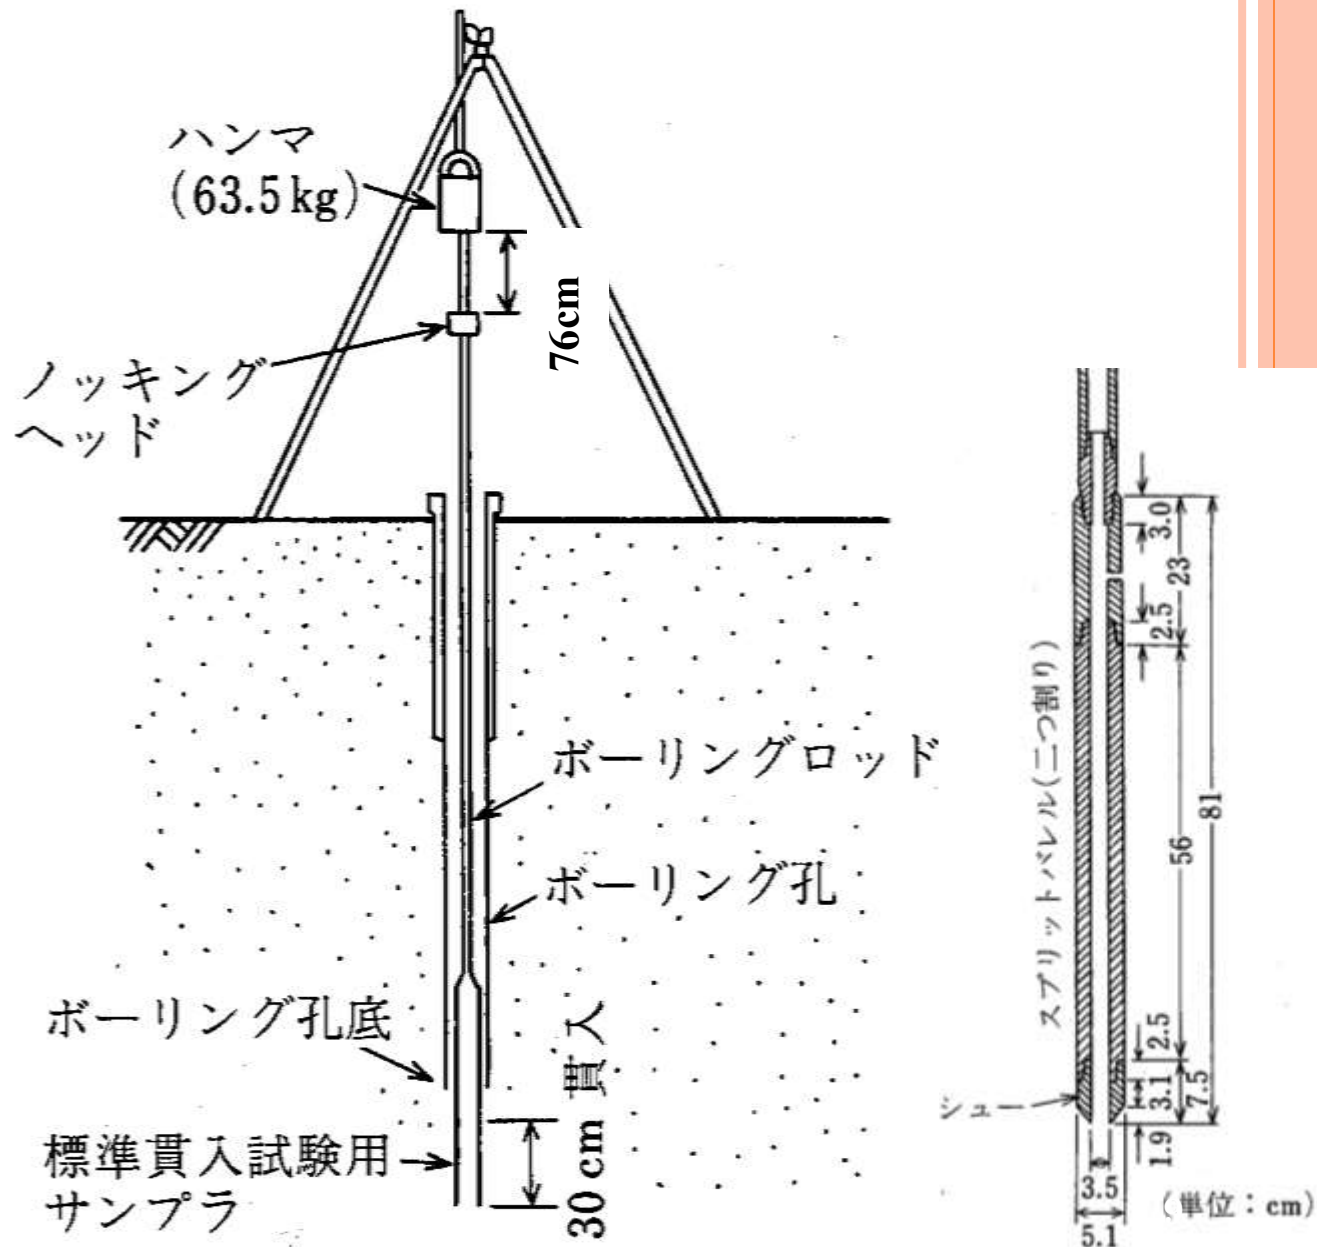 ハンマ
(63.5kg)
76cm
ノッキング
ヘッド
ボーリングロッド
ボーリング孔
ボーリング孔底
30cm 貫入
標準貫入試験用
サンプラ
スプリットバレル(二つ割り)
3.0
23
2.5
56
81
2.5
3.1
7.5
1.9
シュー
3.5
5.1
(単位：cm)